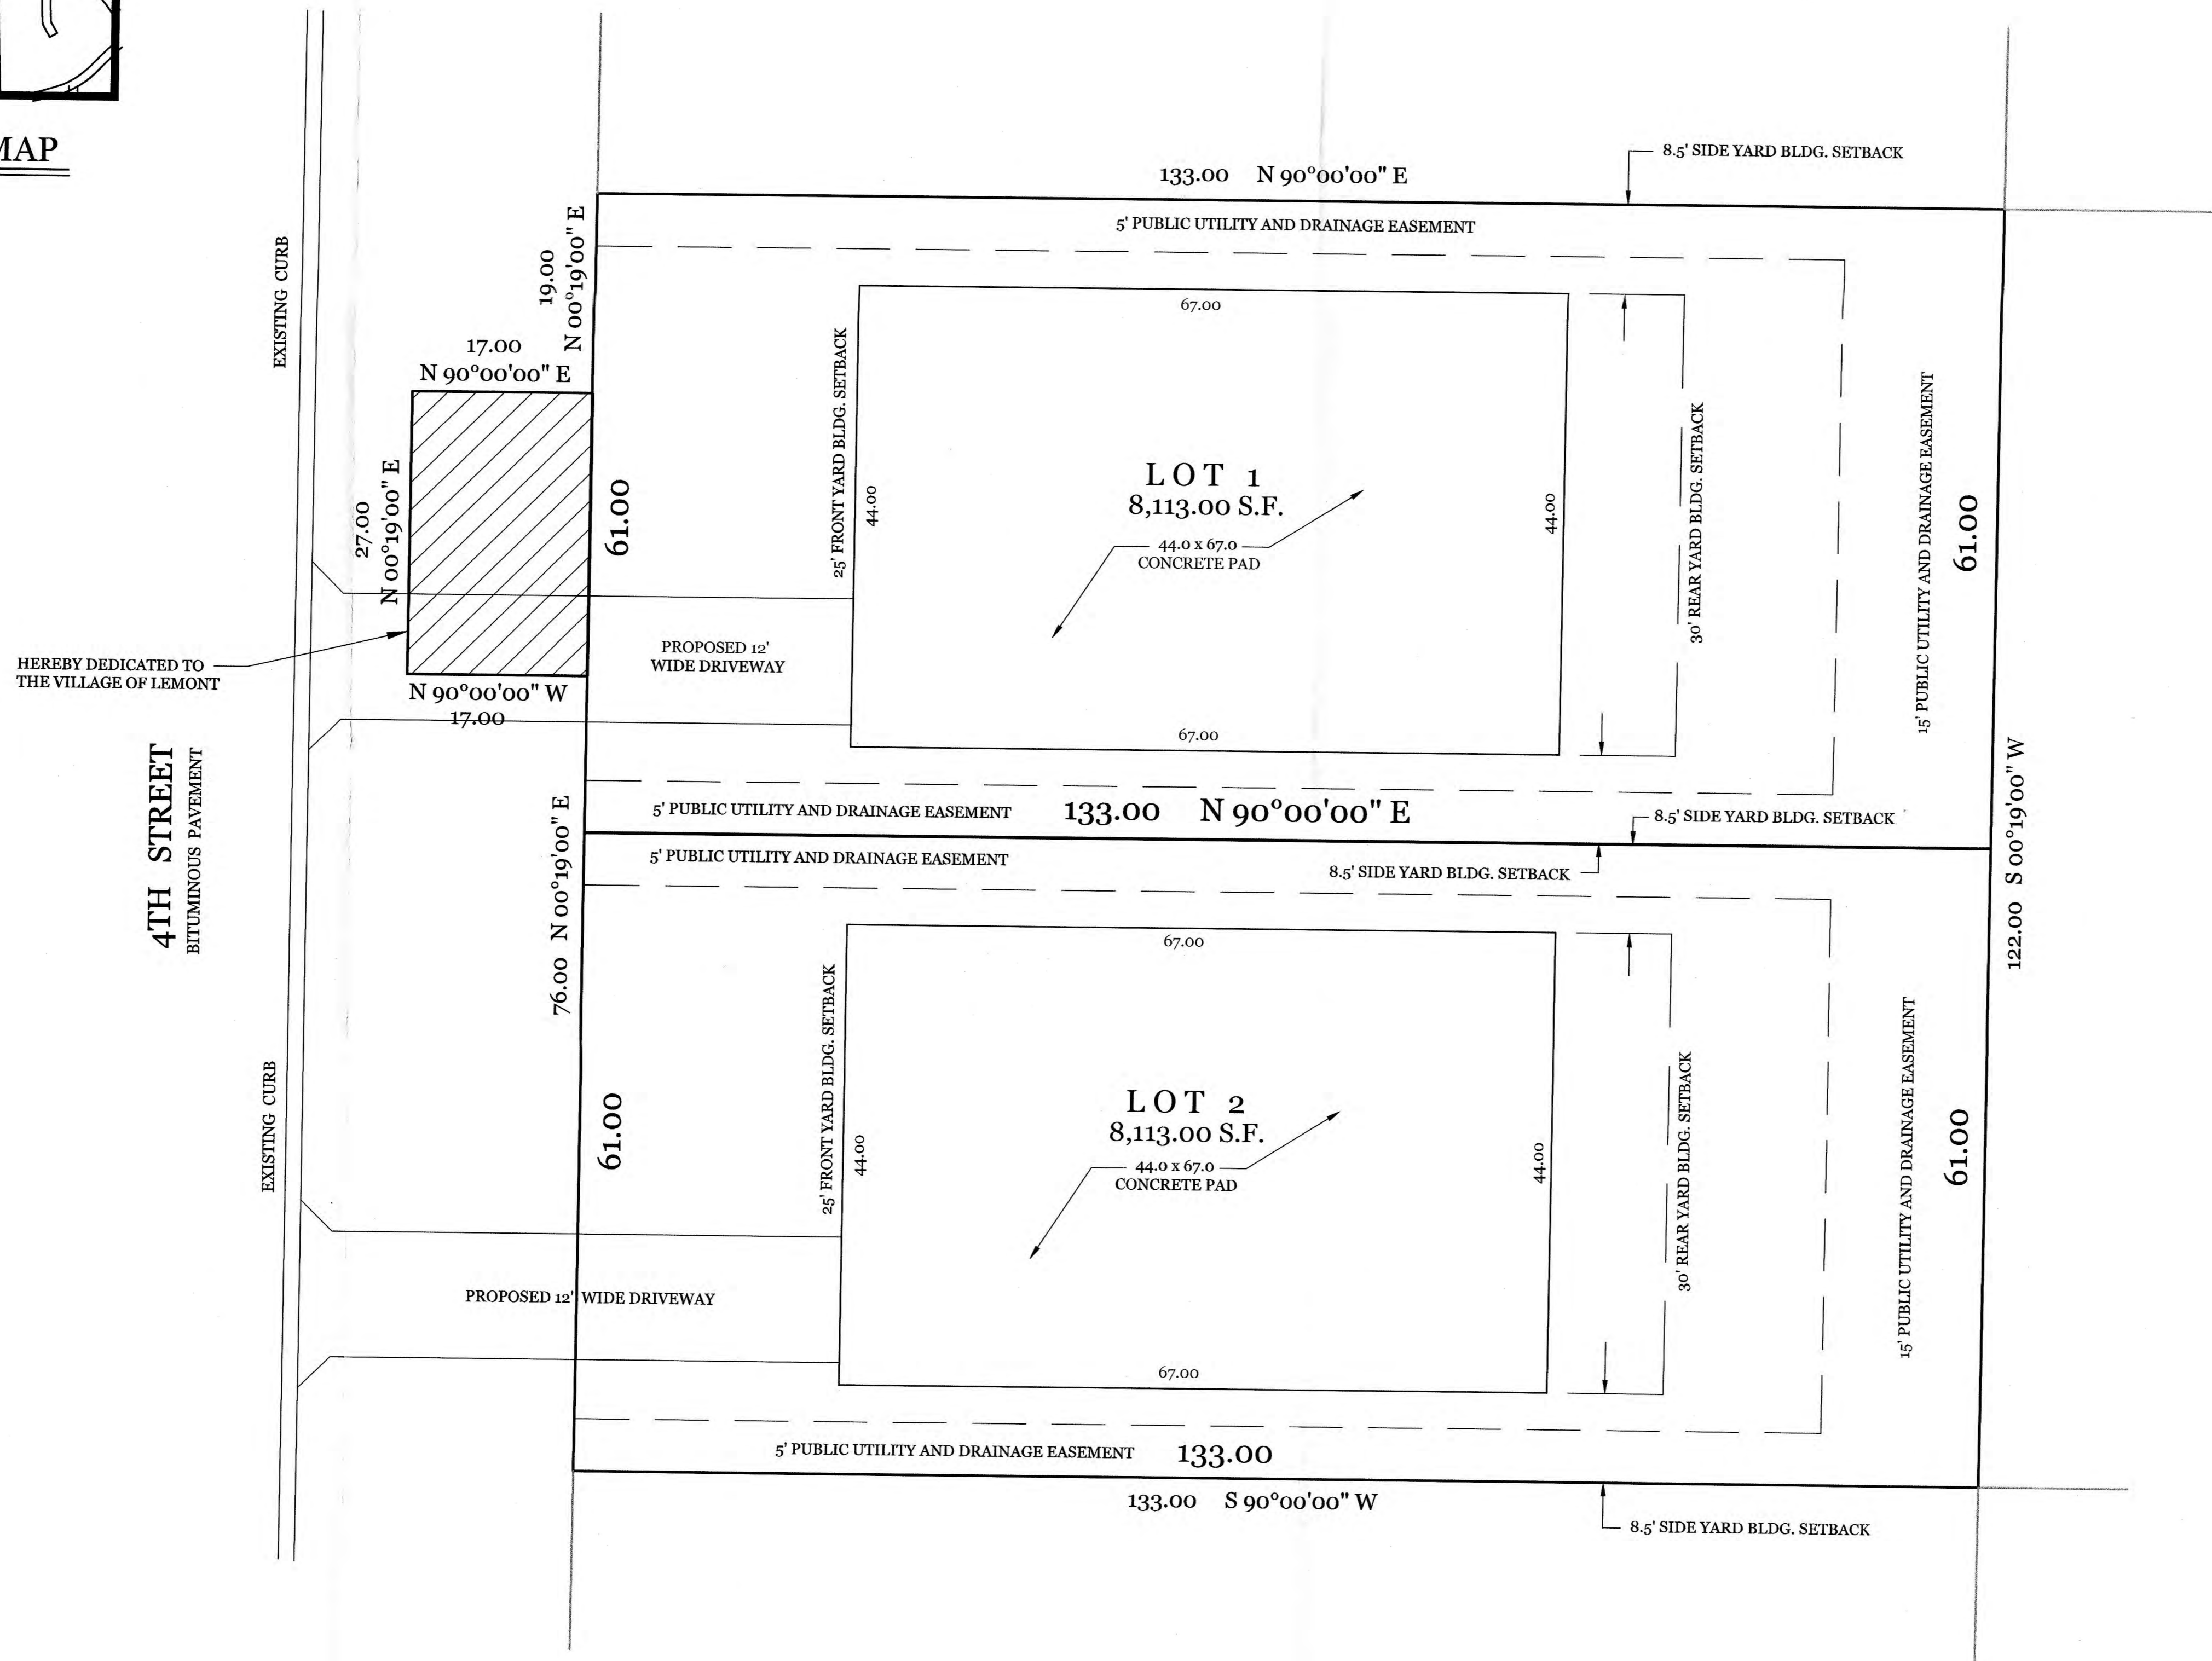 MAP
8.5' SIDE YARD BLDG. SETBACK
133.00 N 90°00'00" E
5' PUBLIC UTILITY AND DRAINAGE EASEMENT
EXISTING CURB
19.00
N 00°19'00" E
17.00
N 90°00'00" E
27.00
N 00°19'00" E
61.00
25' FRONT YARD BLDG. SETBACK
67.00
44.00
LOT 1
8,113.00 S.F.
44.0 x 67.0
CONCRETE PAD
44.00
30' REAR YARD BLDG. SETBACK
15' PUBLIC UTILITY AND DRAINAGE EASEMENT
61.00
HEREBY DEDICATED TO
THE VILLAGE OF LEMONT
PROPOSED 12'
WIDE DRIVEWAY
N 90°00'00" W
17.00
67.00
4TH STREET
BITUMINOUS PAVEMENT
5' PUBLIC UTILITY AND DRAINAGE EASEMENT
133.00 N 90°00'00" E
8.5' SIDE YARD BLDG. SETBACK
122.00 S 00°19'00" W
5' PUBLIC UTILITY AND DRAINAGE EASEMENT
8.5' SIDE YARD BLDG. SETBACK
76.00 N 00°19'00" E
67.00
EXISTING CURB
61.00
25' FRONT YARD BLDG. SETBACK
44.00
LOT 2
8,113.00 S.F.
44.0 x 67.0
CONCRETE PAD
44.00
30' REAR YARD BLDG. SETBACK
15' PUBLIC UTILITY AND DRAINAGE EASEMENT
61.00
PROPOSED 12' WIDE DRIVEWAY
67.00
5' PUBLIC UTILITY AND DRAINAGE EASEMENT
133.00
133.00 S 90°00'00" W
8.5' SIDE YARD BLDG. SETBACK